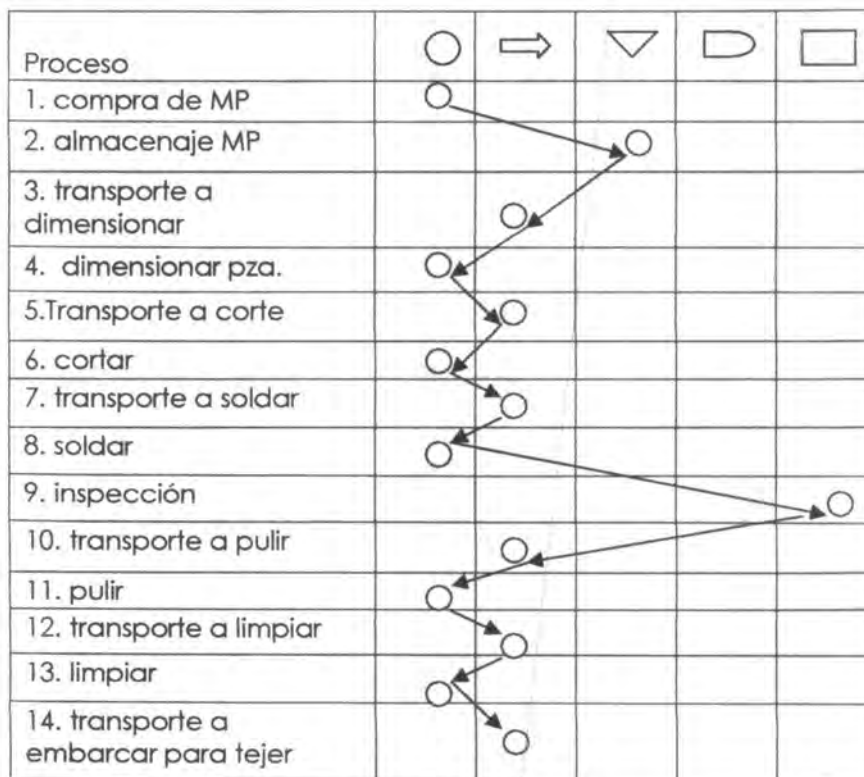 Proceso
1. compra de MP
2. almacenaje MP
3. transporte a
dimensionar
4. dimensionar pza.
5.Transporte a corte
6. cortar
7. transporte a soldar
8. soldar
9. inspección
10. transporte a pulir
11. pulir
12. transporte a limpiar
13. limpiar
14. transporte a
embarcar para tejer